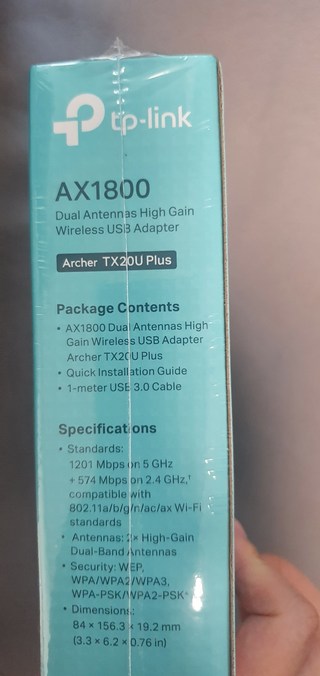 tp-link
AX1800
Dual Antennas High Gain
Wireless USB Adapter
Archer TX20U Plus
Package Contents
• AX1800 Dual Antennas High
Gain Wireless USB Adapter
Archer TX20U Plus
• Quick Installation Guide
• 1-meter USB 3.0 Cable
Specifications
• Standards:
1201 Mbps on 5 GHz
+ 574 Mbps on 2.4 GHz,†
compatible with
802.11a/b/g/n/ac/ax Wi-Fi
standards
• Antennas: 2× High-Gain
Dual-Band Antennas
• Security: WEP,
WPA/WPA2/WPA3,
WPA-PSK/WPA2-PSK
• Dimensions:
84 × 156.3 × 19.2 mm
(3.3 × 6.2 × 0.76 in)